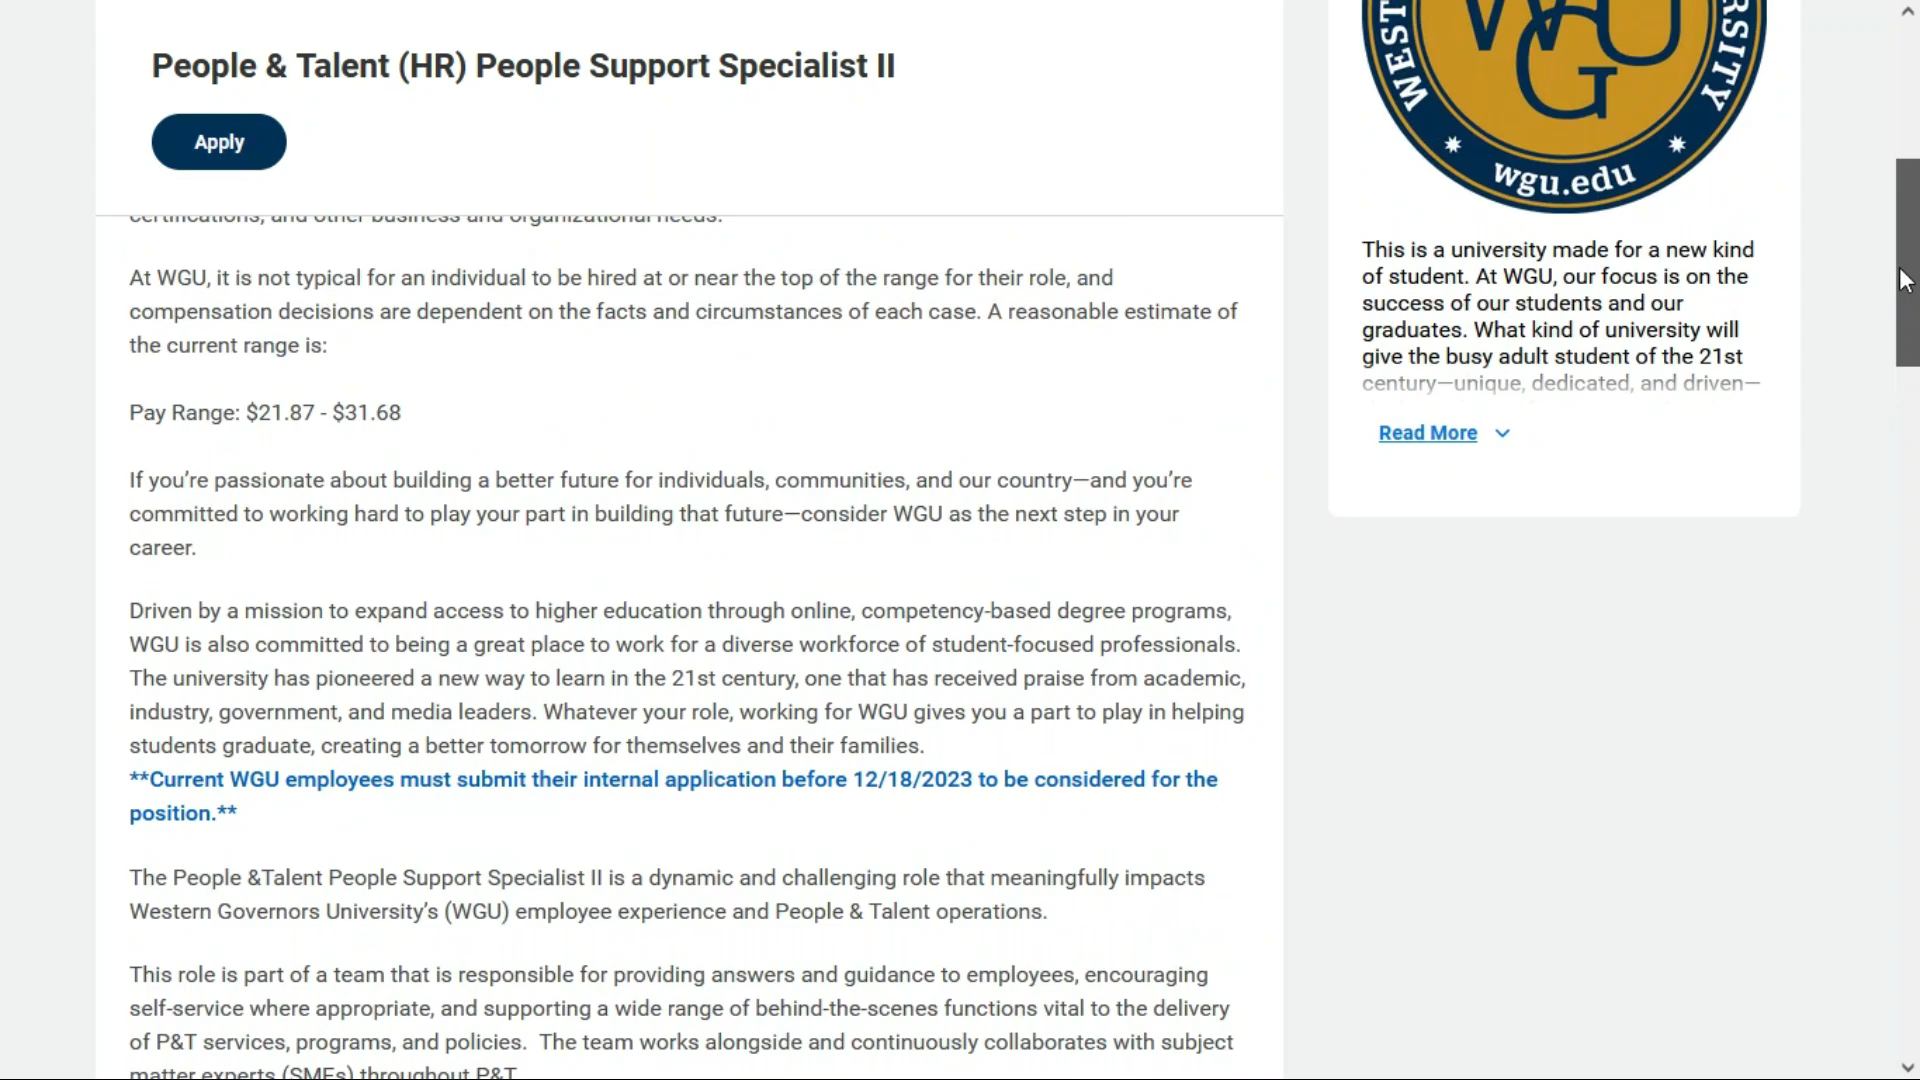 People & Talent (HR) People Support Specialist II
Apply
certifications, and other business and organizational needs.
At WGU, it is not typical for an individual to be hired at or near the top of the range for their role, and
compensation decisions are dependent on the facts and circumstances of each case. A reasonable estimate of
the current range is:
Pay Range: $21.87 - $31.68
If you’re passionate about building a better future for individuals, communities, and our country—and you’re
committed to working hard to play your part in building that future—consider WGU as the next step in your
career.
Driven by a mission to expand access to higher education through online, competency-based degree programs,
WGU is also committed to being a great place to work for a diverse workforce of student-focused professionals.
The university has pioneered a new way to learn in the 21st century, one that has received praise from academic,
industry, government, and media leaders. Whatever your role, working for WGU gives you a part to play in helping
students graduate, creating a better tomorrow for themselves and their families.
**Current WGU employees must submit their internal application before 12/18/2023 to be considered for the
position.**
The People &Talent People Support Specialist II is a dynamic and challenging role that meaningfully impacts
Western Governors University’s (WGU) employee experience and People & Talent operations.
This role is part of a team that is responsible for providing answers and guidance to employees, encouraging
self-service where appropriate, and supporting a wide range of behind-the-scenes functions vital to the delivery
of P&T services, programs, and policies.  The team works alongside and continuously collaborates with subject
matter experts (SMEs) throughout P&T.
WGU
WEST
RSITY
wgu.edu
This is a university made for a new kind
of student. At WGU, our focus is on the
success of our students and our
graduates. What kind of university will
give the busy adult student of the 21st
century—unique, dedicated, and driven—
Read More